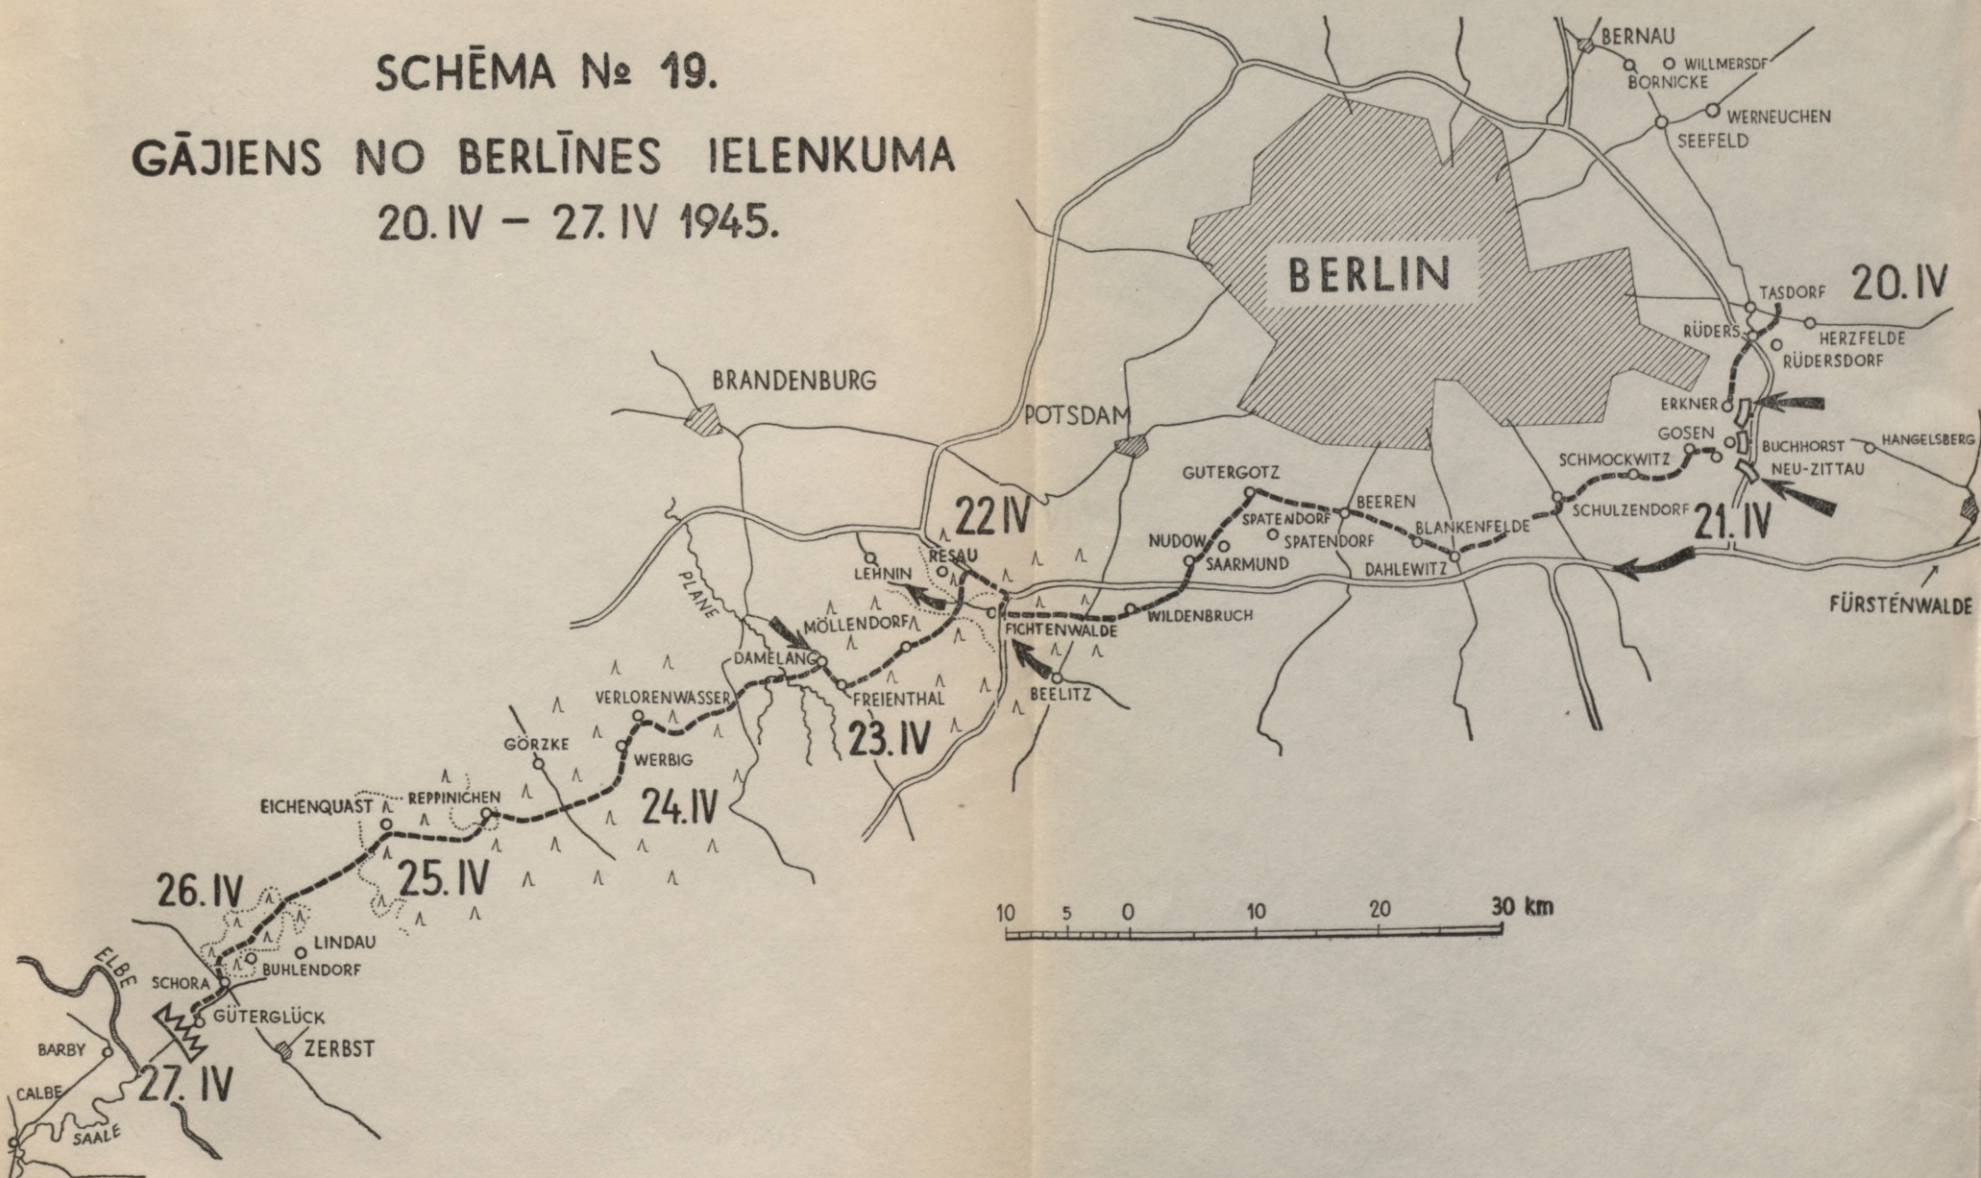 SCHĒMA № 19.
GĀJIENS NO BERLĪNES IELENKUMA
20. IV – 27. IV 1945.
BERNAU
WILLMERSDF
BORNICKE
WERNEUCHEN
SEEFELD
BERLIN
20. IV
TASDORF
RÜDERS
HERZFELDE
RÜDERSDORF
BRANDENBURG
POTSDAM
ERKNER
GOSEN
BUCHHORST
HANGELSBERG
SCHMOCKWITZ
NEU-ZITTAU
GUTERGOTZ
BEEREN
SCHULZENDORF
21. IV
22 IV
SPATENDORF
BLANKENFELDE
NUDOW
SPATENDORF
RESAU
SAARMUND
DAHLEWITZ
LEHNIN
PLANE
FÜRSTENWALDE
MÖLLENDORF
FICHTENWALDE
WILDENBRUCH
DAMELANG
VERLORENWASSER
FREIENTHAL
BEELITZ
GÖRZKE
23. IV
WERBIG
EICHENQUAST
REPPINICHEN
24. IV
26. IV
25. IV
10 5 0 10 20 30 km
LINDAU
ELBE
BUHLENDORF
SCHORA
GÜTERGLÜCK
BARBY
ZERBST
27. IV
CALBE
SAALE